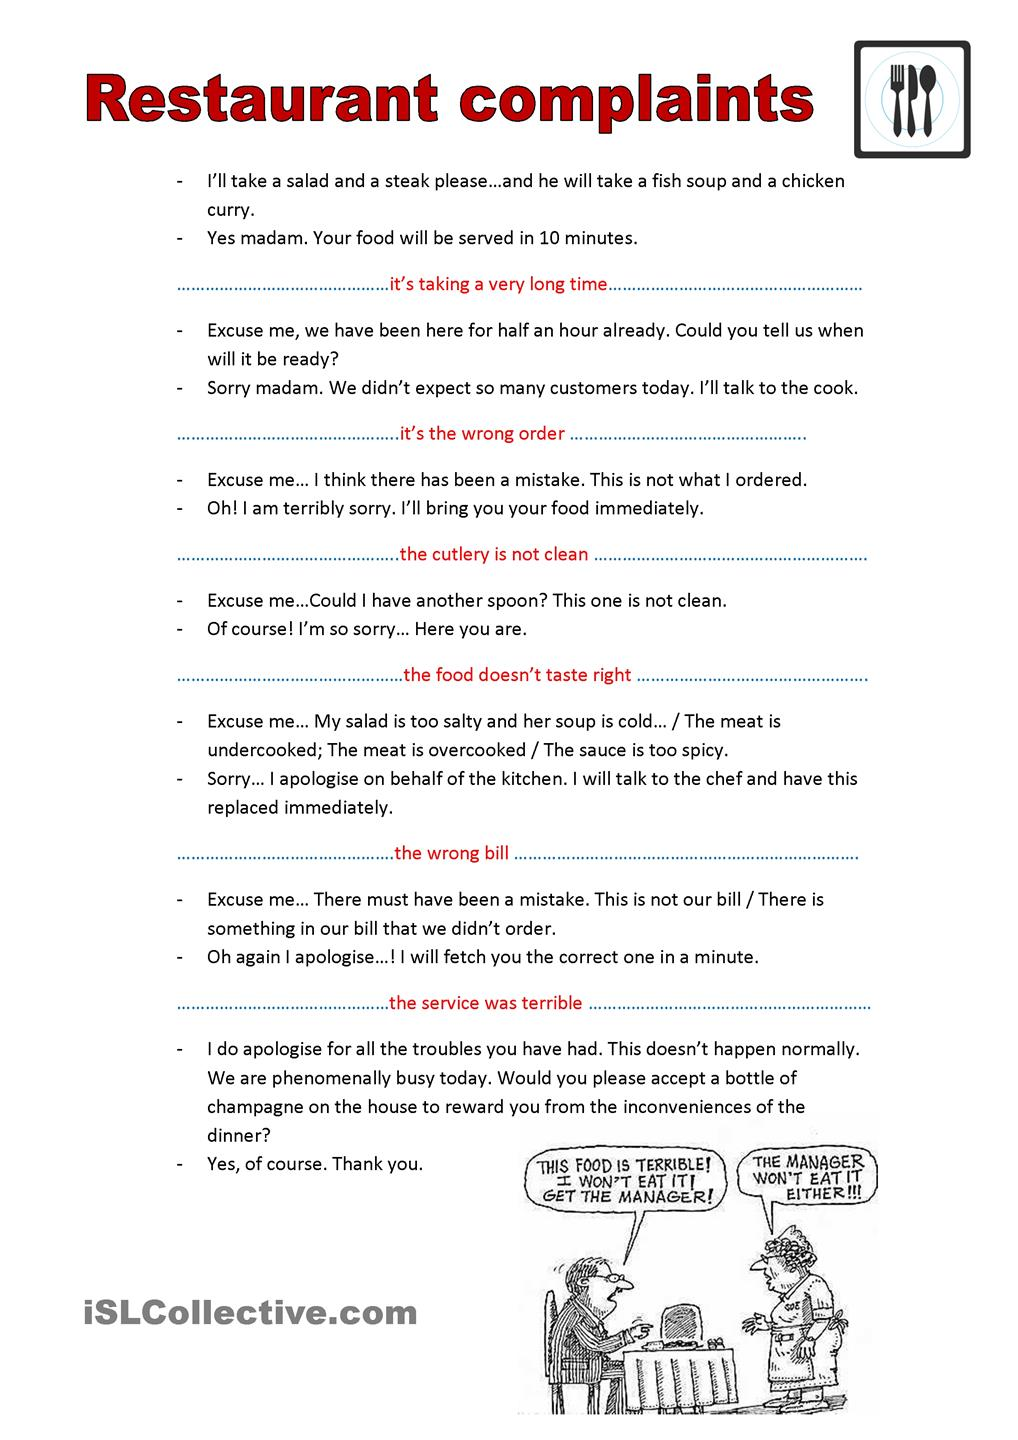 Restaurant complaints
- I'll take a salad and a steak please…and he will take a fish soup and a chicken
curry.
- Yes madam. Your food will be served in 10 minutes.
………………………………………it's taking a very long time………………………………………………
- Excuse me, we have been here for half an hour already. Could you tell us when
will it be ready?
- Sorry madam. We didn't expect so many customers today. I'll talk to the cook.
………………………………………..it's the wrong order …………………………………………..
- Excuse me… I think there has been a mistake. This is not what I ordered.
- Oh! I am terribly sorry. I'll bring you your food immediately.
………………………………………..the cutlery is not clean ………………………………………………….
- Excuse me…Could I have another spoon? This one is not clean.
- Of course! I'm so sorry… Here you are.
…………………………………………the food doesn't taste right ………………………………………….
- Excuse me… My salad is too salty and her soup is cold… / The meat is
undercooked; The meat is overcooked / The sauce is too spicy.
- Sorry… I apologise on behalf of the kitchen. I will talk to the chef and have this
replaced immediately.
……………………………………….the wrong bill ……………………………………………………………….
- Excuse me… There must have been a mistake. This is not our bill / There is
something in our bill that we didn't order.
- Oh again I apologise…! I will fetch you the correct one in a minute.
………………………………………the service was terrible ……………………………………………………
- I do apologise for all the troubles you have had. This doesn't happen normally.
We are phenomenally busy today. Would you please accept a bottle of
champagne on the house to reward you from the inconveniences of the
dinner?
- Yes, of course. Thank you.
THIS FOOD IS TERRIBLE!
I WON'T EAT IT!
GET THE MANAGER!
THE MANAGER
WON'T EAT IT
EITHER!!!
SOE
iSLCollective.com